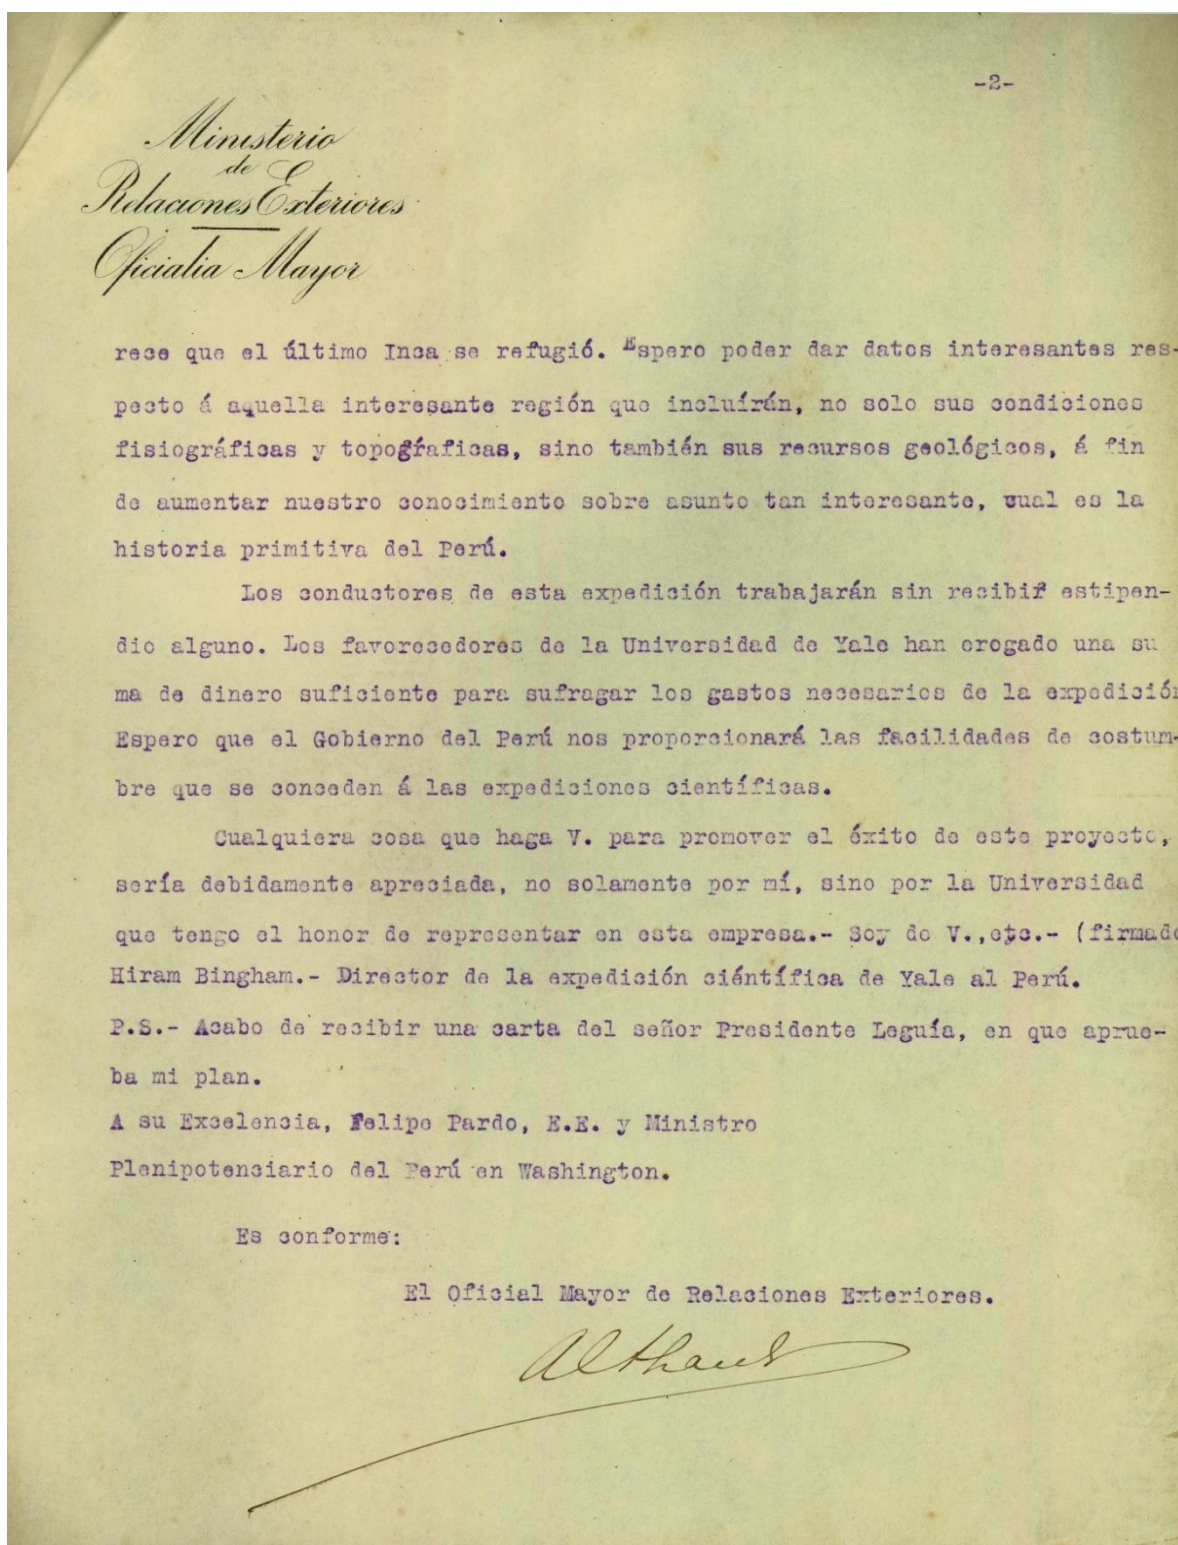 -2-
Ministerio
de
Relaciones Exteriores
Oficialia Mayor
rece que el último Inca se refugió. Espero poder dar datos interesantes res-
pecto á aquella interesante región que incluírán, no solo sus condiciones
fisiográficas y topográficas, sino también sus recursos geológicos, á fin
de aumentar nuestro conocimiento sobre asunto tan interesante, cual es la
historia primitiva del Perú.
Los conductores de esta expedición trabajarán sin recibir estipen-
dio alguno. Los favorecedores de la Universidad de Yale han erogado una su
ma de dinero suficiente para sufragar los gastos necesarios de la expedición
Espero que el Gobierno del Perú nos proporcionará las facilidades de costum-
bre que se conceden á las expediciones científicas.
Cualquiera cosa que haga V. para promover el éxito de este proyecto,
sería debidamente apreciada, no solamente por mí, sino por la Universidad
que tengo el honor de representar en esta empresa.- Soy de V.,etc.- (firmado
Hiram Bingham.- Director de la expedición ciéntífica de Yale al Perú.
P.S.- Acabo de recibir una carta del señor Presidente Leguía, en que aprue-
ba mi plan.
A su Excelencia, Felipe Pardo, E.E. y Ministro
Plenipotenciario del Perú en Washington.
Es conforme:
El Oficial Mayor de Relaciones Exteriores.